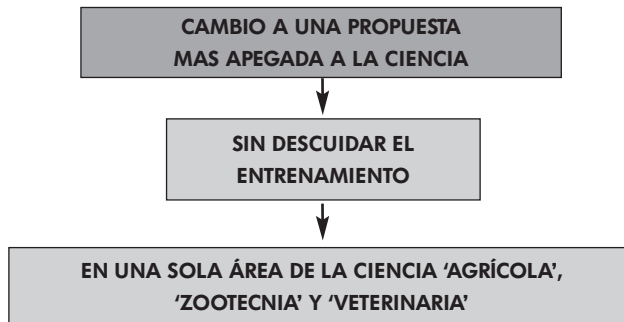 CAMBIO A UNA PROPUESTA
MAS APEGADA A LA CIENCIA
SIN DESCUIDAR EL
ENTRENAMIENTO
EN UNA SOLA ÁREA DE LA CIENCIA ‘AGRÍCOLA’,
‘ZOOTECNIA’ Y ‘VETERINARIA’